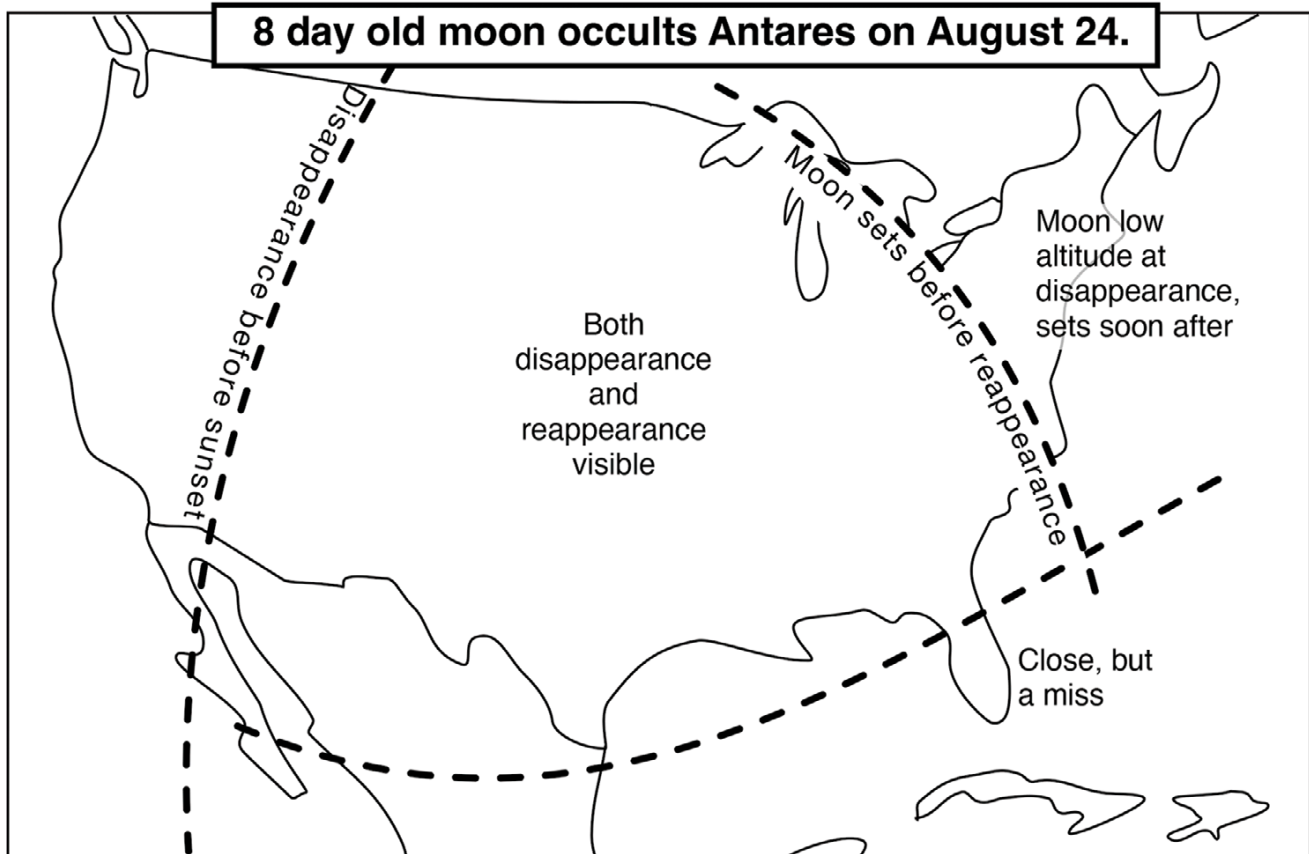 8 day old moon occults Antares on August 24.
Disappearance before sunset
Moon sets before reappearance
Moon low
altitude at
disappearance,
sets soon after
Both
disappearance
and
reappearance
visible
Close, but
a miss